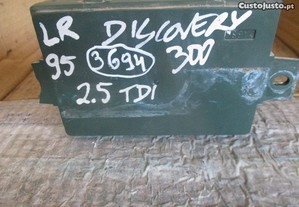 CustoJusto.pt
LR DISCOVERY
95 3694 300
2.5 TDI